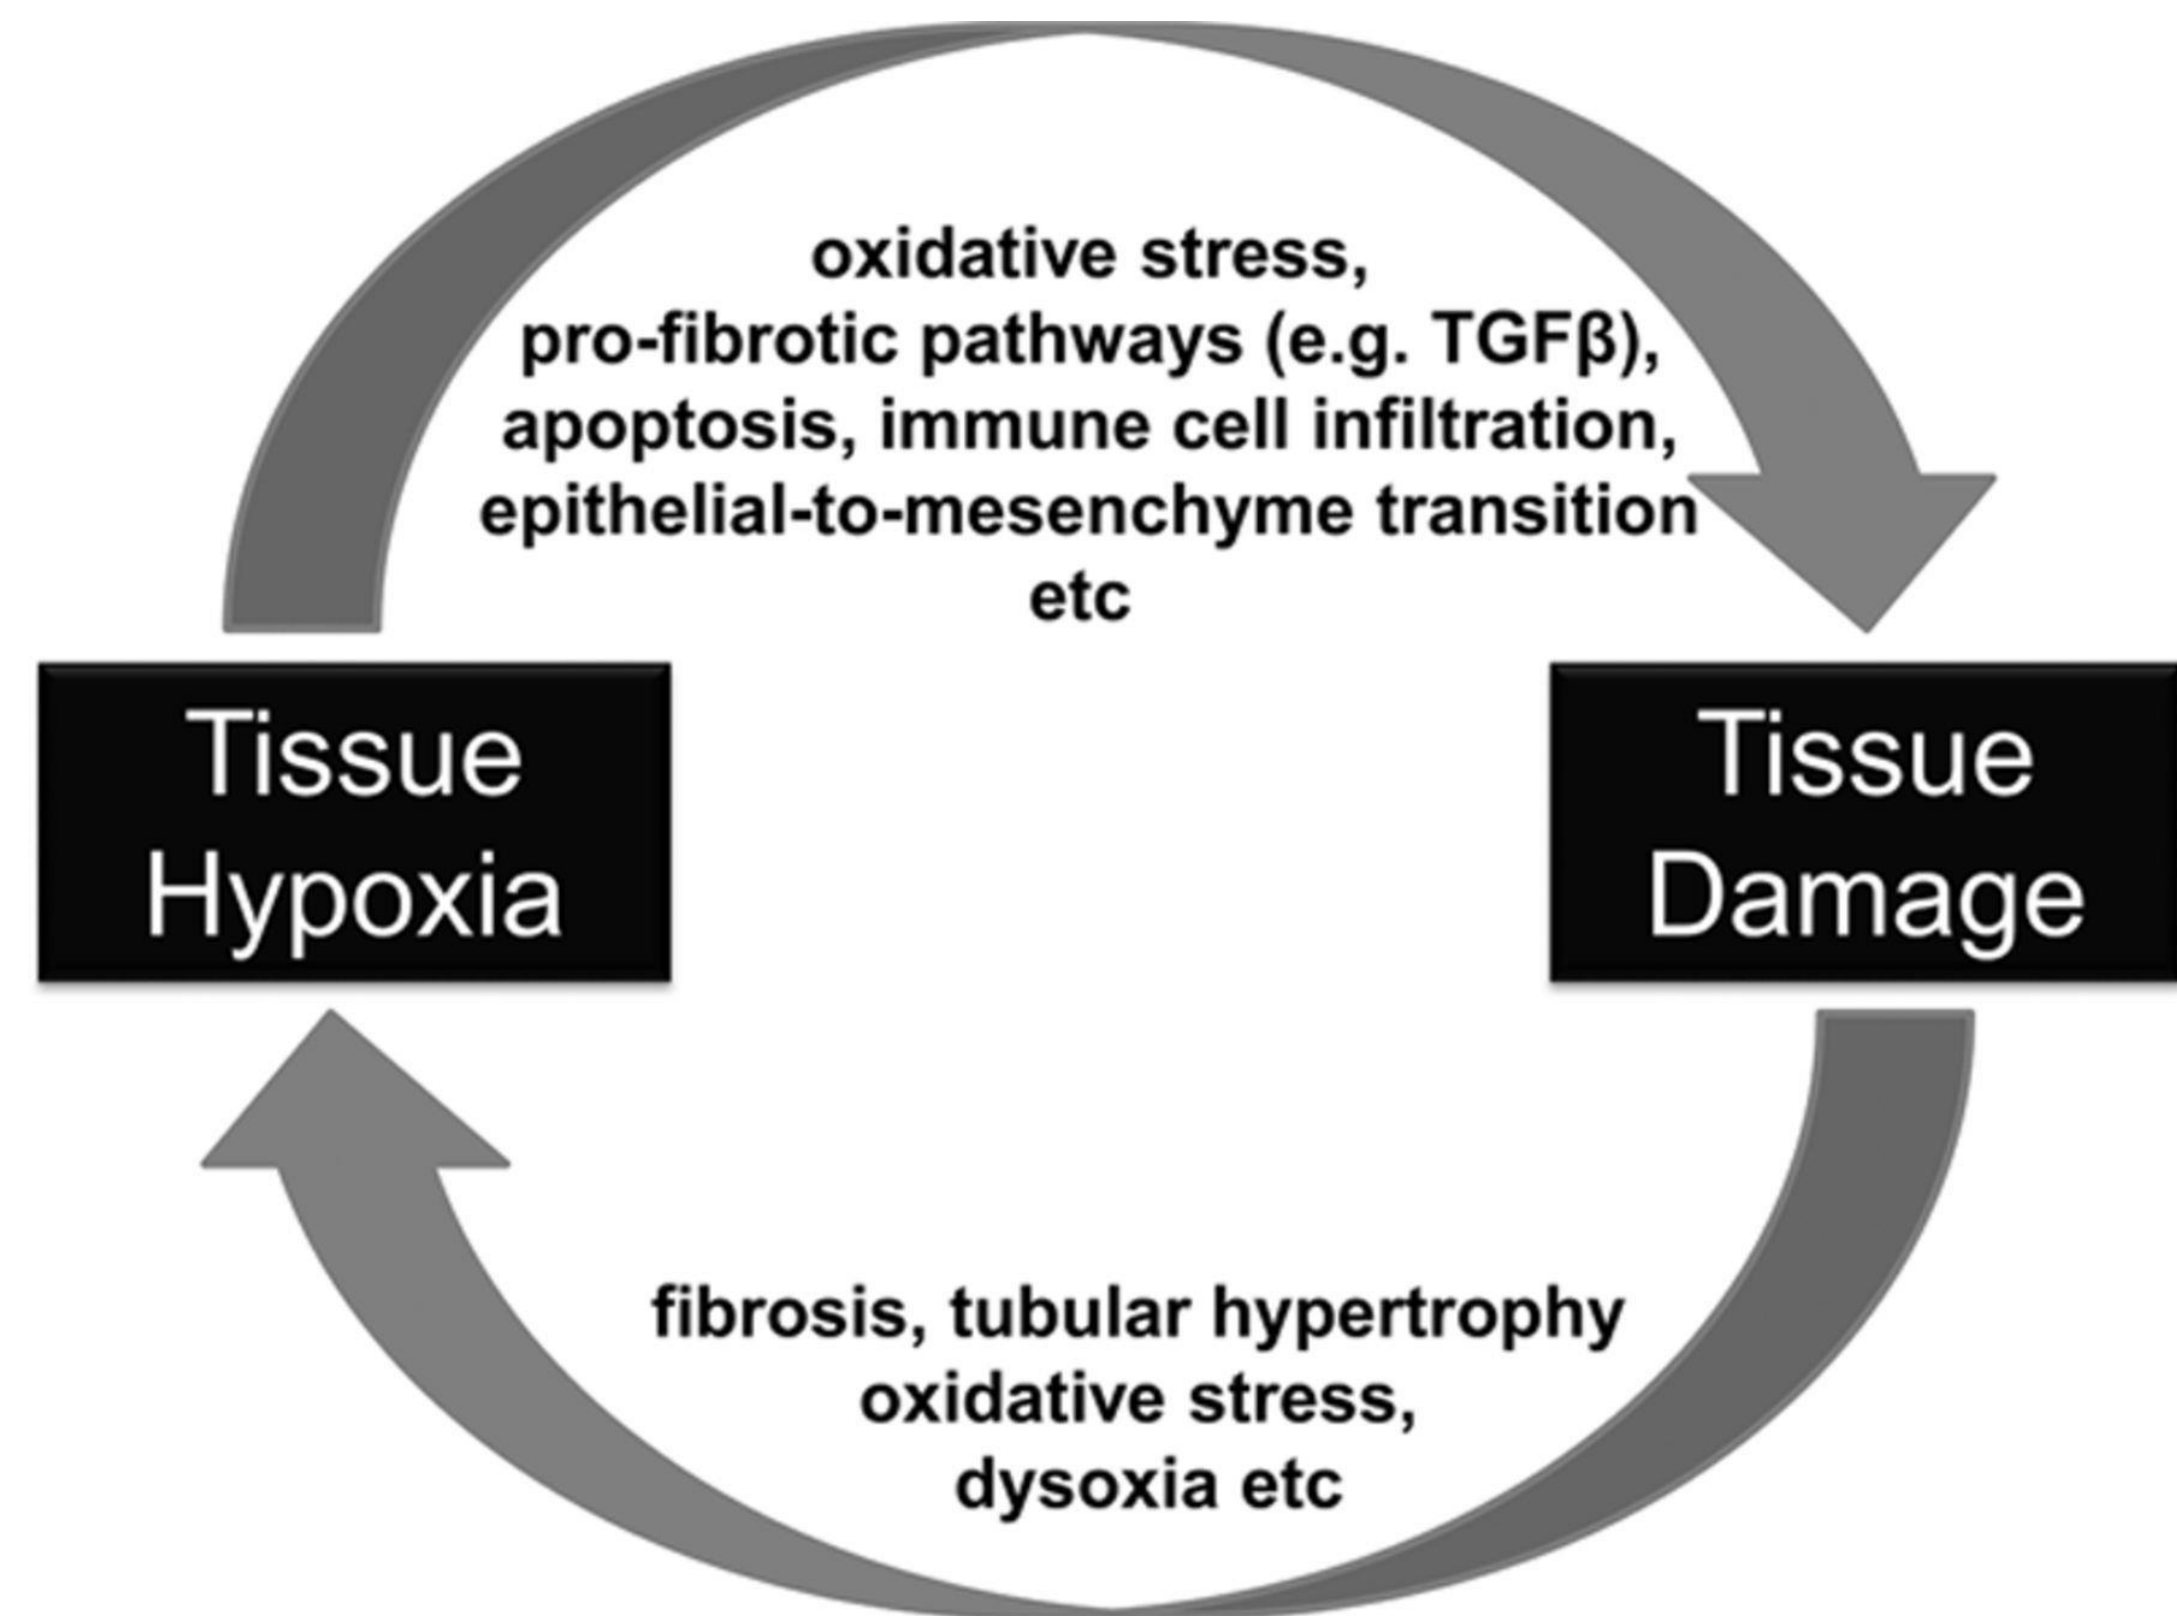 oxidative stress,
pro-fibrotic pathways (e.g. TGFβ),
apoptosis, immune cell infiltration,
epithelial-to-mesenchyme transition
etc
Tissue
Hypoxia
Tissue
Damage
fibrosis, tubular hypertrophy
oxidative stress,
dysoxia etc